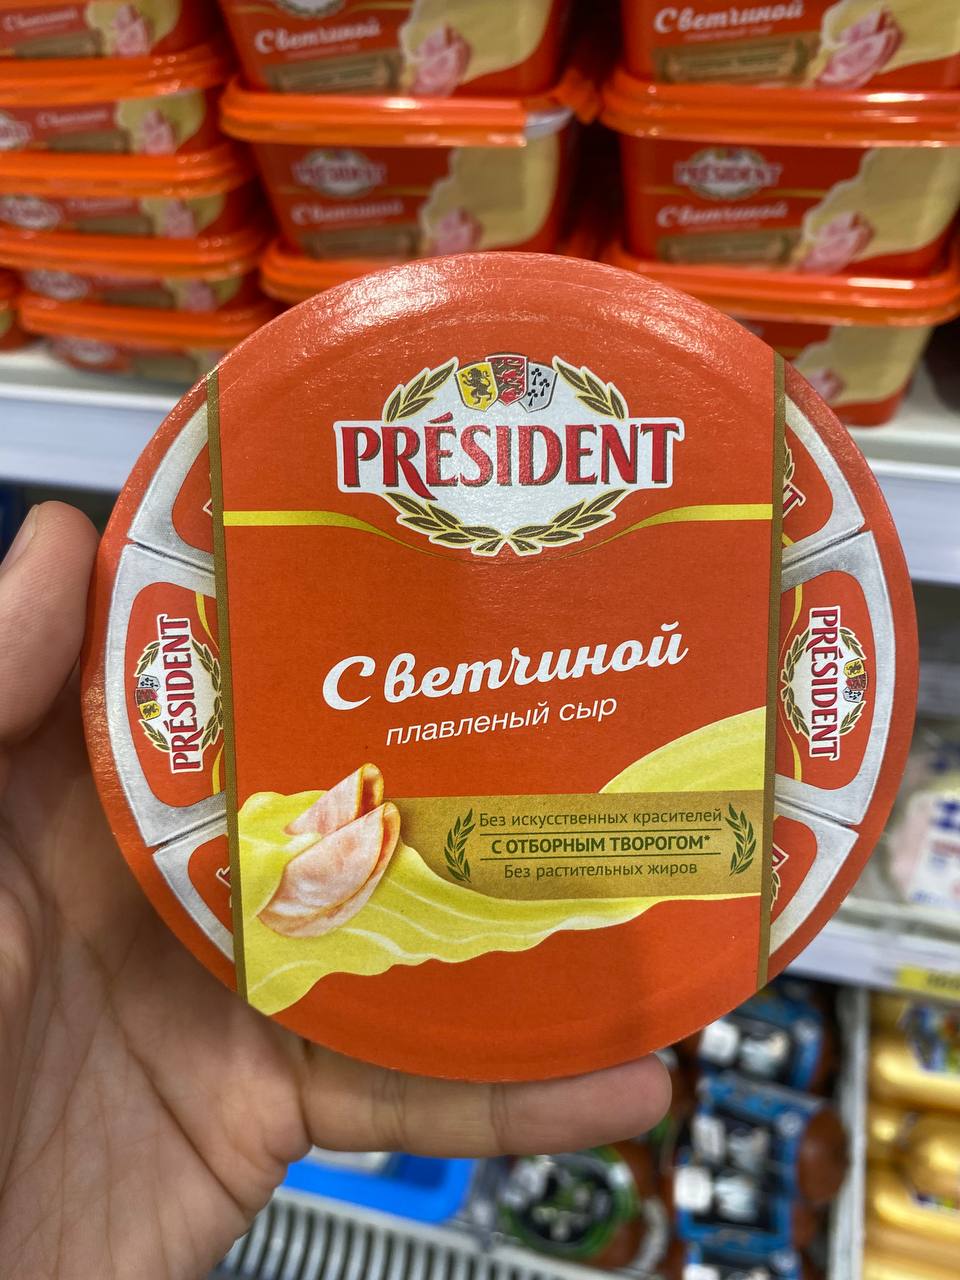 С ветчиной
С ветчиной
PRÉSIDENT
С ветчиной
PRÉSIDENT
С ветчиной
PRÉSIDENT
С ветчиной
плавленый сыр
Без искусственных красителей
С ОТБОРНЫМ ТВОРОГОМ*
Без растительных жиров
PRÉSIDENT
PRÉSIDENT